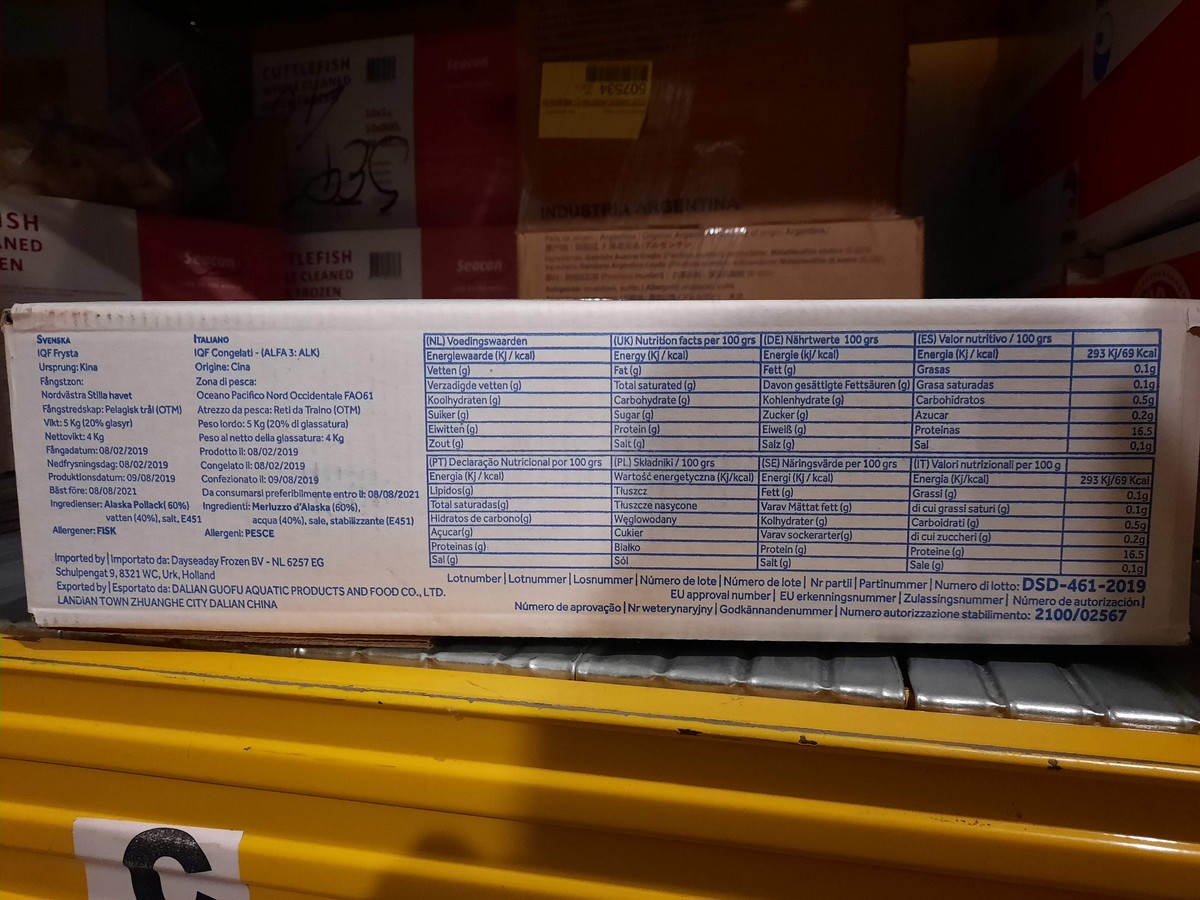 CUTTLEFISH
Seacon
507534
INDUSTRIA ARGENTINA
ISH
ANED
EN
TLEFISH
E CLEANED
FROZEN
Seacon
SVENSKA
IQF Frysta
Ursprung: Kina
Fångstzon:
Nordvästra Stilla havet
Fångstredskap: Pelagisk trål (OTM)
Vikt: 5 Kg (20% glasyr)
Nettovikt: 4 Kg
Fångadatum: 08/02/2019
Nedfrysningsdag: 08/02/2019
Produktionsdatum: 09/08/2019
Bäst före: 08/08/2021
Ingredienser: Alaska Pollack( 60%)
vatten (40%), salt, E451
Allergener: FISK
ITALIANO
IQF Congelati - (ALFA 3: ALK)
Origine: Cina
Zona di pesca:
Oceano Pacifico Nord Occidentale FAO61
Atrezzo da pesca: Reti da Traino (OTM)
Peso lordo: 5 Kg (20% di glassatura)
Peso al netto della glassatura: 4 Kg
Prodotto il: 08/02/2019
Congelato il: 08/02/2019
Confezionato il: 09/08/2019
Da consumarsi preferibilmente entro il: 08/08/2021
Ingredienti: Merluzzo d'Alaska (60%),
acqua (40%), sale, stabilizzante (E451)
Allergeni: PESCE
Imported by | Importato da: Dayseaday Frozen BV - NL 6257 EG
Schulpengat 9, 8321 WC, Urk, Holland
Exported by | Esportato da: DALIAN GUOFU AQUATIC PRODUCTS AND FOOD CO., LTD.
LANDIAN TOWN ZHUANGHE CITY DALIAN CHINA
(NL) Voedingswaarden (UK) Nutrition facts per 100 grs (DE) Nährtwerte 100 grs (ES) Valor nutritivo / 100 grs
Energiewaarde (Kj / kcal) Energy (Kj / kcal) Energie (kj/ kcal) Energía (Kj / kcal) 293 Kj/69 Kcal
Vetten (g) Fat (g) Fett (g) Grasas 0.1g
Verzadigde vetten (g) Total saturated (g) Davon gesättigte Fettsäuren (g) Grasa saturadas 0.1g
Koolhydraten (g) Carbohydrate (g) Kohlenhydrate (g) Carbohidratos 0.5g
Suiker (g) Sugar (g) Zucker (g) Azucar 0.2g
Eiwitten (g) Protein (g) Eiweiß (g) Proteinas 16.5
Zout (g) Salt (g) Salz (g) Sal 0,1g
(PT) Declaração Nutricional por 100 grs (PL) Składniki / 100 grs (SE) Näringsvärde per 100 grs (IT) Valori nutrizionali per 100 g
Energia (Kj / kcal) Wartość energetyczna (Kj/kcal) Energi (Kj / kcal) Energia (Kj/kcal) 293 Kj/69 Kcal
Lípidos(g) Tłuszcz Fett (g) Grassi (g) 0.1g
Total saturadas(g) Tłuszcze nasycone Varav Mättat fett (g) di cui grassi saturi (g) 0.1g
Hidratos de carbono(g) Węglowodany Kolhydrater (g) Carboidrati (g) 0.5g
Açucar(g) Cukier Varav sockerarter(g) di cui zuccheri (g) 0.2g
Proteinas (g) Białko Protein (g) Proteine (g) 16.5
Sal (g) Sól Salt (g) Sale (g) 0,1g
Lotnumber | Lotnummer | Losnummer | Número de lote | Número de lote | Nr partii | Partinummer | Numero di lotto: DSD-461-2019
EU approval number | EU erkenningsnummer | Zulassingsnummer | Número de autorización |
Número de aprovação | Nr weterynaryjny | Godkännandenummer | Numero autorizzazione stabilimento: 2100/02567
C